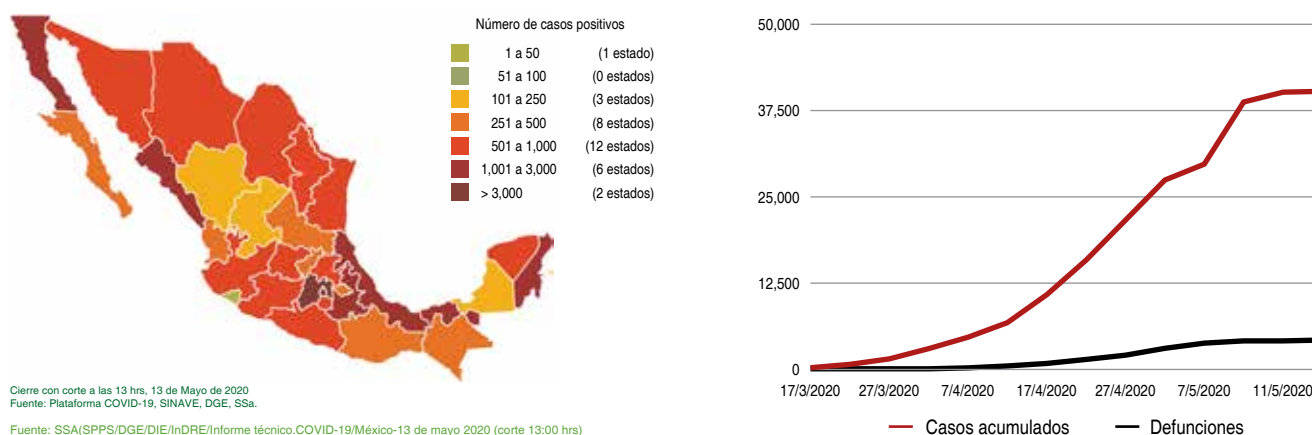 Número de casos positivos
1 a 50 (1 estado)
51 a 100 (0 estados)
101 a 250 (3 estados)
251 a 500 (8 estados)
501 a 1,000 (12 estados)
1,001 a 3,000 (6 estados)
> 3,000 (2 estados)
Cierre con corte a las 13 hrs, 13 de Mayo de 2020
Fuente: Plataforma COVID-19, SINAVE, DGE, SSa.
Fuente: SSA(SPPS/DGE/DIE/InDRE/Informe técnico.COVID-19/México-13 de mayo 2020 (corte 13:00 hrs)
50,000
37,500
25,000
12,500
0
17/3/2020 27/3/2020 7/4/2020 17/4/2020 27/4/2020 7/5/2020 11/5/2020
Casos acumulados Defunciones